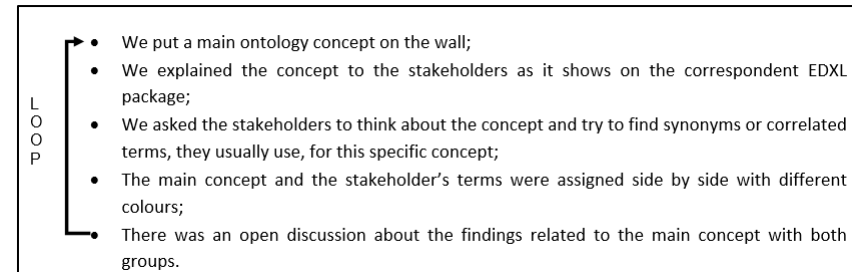 • We put a main ontology concept on the wall;
• We explained the concept to the stakeholders as it shows on the correspondent EDXL
package;
L
O
O
P
• We asked the stakeholders to think about the concept and try to find synonyms or correlated
terms, they usually use, for this specific concept;
• The main concept and the stakeholder’s terms were assigned side by side with different
colours;
• There was an open discussion about the findings related to the main concept with both
groups.